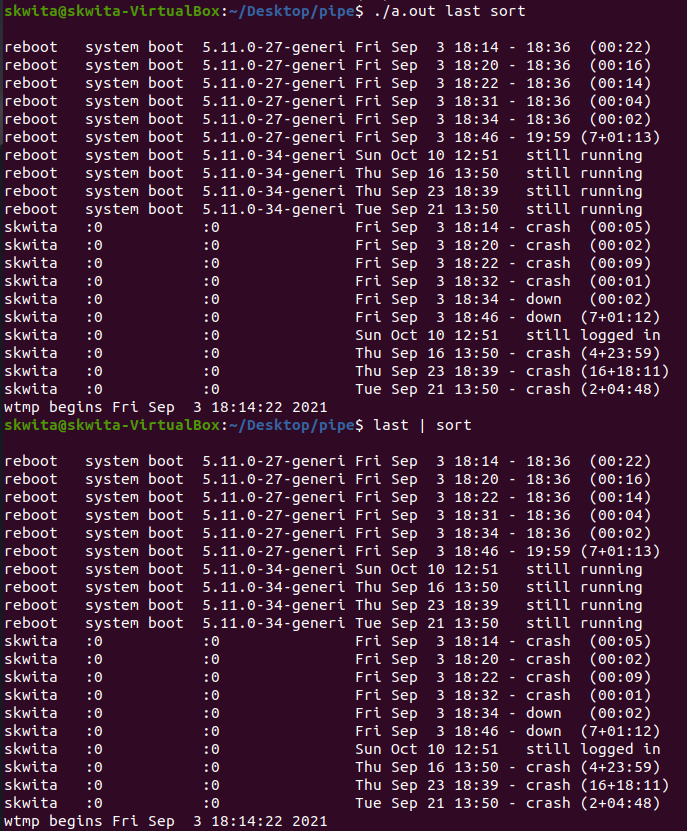 skwita@skwita-VirtualBox:~/Desktop/pipe$ ./a.out last sort

reboot   system boot  5.11.0-27-generi Fri Sep  3 18:14 - 18:36  (00:22)
reboot   system boot  5.11.0-27-generi Fri Sep  3 18:20 - 18:36  (00:16)
reboot   system boot  5.11.0-27-generi Fri Sep  3 18:22 - 18:36  (00:14)
reboot   system boot  5.11.0-27-generi Fri Sep  3 18:31 - 18:36  (00:04)
reboot   system boot  5.11.0-27-generi Fri Sep  3 18:34 - 18:36  (00:02)
reboot   system boot  5.11.0-27-generi Fri Sep  3 18:46 - 19:59 (7+01:13)
reboot   system boot  5.11.0-34-generi Sun Oct 10 12:51   still running
reboot   system boot  5.11.0-34-generi Thu Sep 16 13:50   still running
reboot   system boot  5.11.0-34-generi Thu Sep 23 18:39   still running
reboot   system boot  5.11.0-34-generi Tue Sep 21 13:50   still running
skwita   :0           :0               Fri Sep  3 18:14 - crash  (00:05)
skwita   :0           :0               Fri Sep  3 18:20 - crash  (00:02)
skwita   :0           :0               Fri Sep  3 18:22 - crash  (00:09)
skwita   :0           :0               Fri Sep  3 18:32 - crash  (00:01)
skwita   :0           :0               Fri Sep  3 18:34 - down   (00:02)
skwita   :0           :0               Fri Sep  3 18:46 - down  (7+01:12)
skwita   :0           :0               Sun Oct 10 12:51   still logged in
skwita   :0           :0               Thu Sep 16 13:50 - crash (4+23:59)
skwita   :0           :0               Thu Sep 23 18:39 - crash (16+18:11)
skwita   :0           :0               Tue Sep 21 13:50 - crash (2+04:48)
wtmp begins Fri Sep  3 18:14:22 2021
skwita@skwita-VirtualBox:~/Desktop/pipe$ last | sort

reboot   system boot  5.11.0-27-generi Fri Sep  3 18:14 - 18:36  (00:22)
reboot   system boot  5.11.0-27-generi Fri Sep  3 18:20 - 18:36  (00:16)
reboot   system boot  5.11.0-27-generi Fri Sep  3 18:22 - 18:36  (00:14)
reboot   system boot  5.11.0-27-generi Fri Sep  3 18:31 - 18:36  (00:04)
reboot   system boot  5.11.0-27-generi Fri Sep  3 18:34 - 18:36  (00:02)
reboot   system boot  5.11.0-27-generi Fri Sep  3 18:46 - 19:59 (7+01:13)
reboot   system boot  5.11.0-34-generi Sun Oct 10 12:51   still running
reboot   system boot  5.11.0-34-generi Thu Sep 16 13:50   still running
reboot   system boot  5.11.0-34-generi Thu Sep 23 18:39   still running
reboot   system boot  5.11.0-34-generi Tue Sep 21 13:50   still running
skwita   :0           :0               Fri Sep  3 18:14 - crash  (00:05)
skwita   :0           :0               Fri Sep  3 18:20 - crash  (00:02)
skwita   :0           :0               Fri Sep  3 18:22 - crash  (00:09)
skwita   :0           :0               Fri Sep  3 18:32 - crash  (00:01)
skwita   :0           :0               Fri Sep  3 18:34 - down   (00:02)
skwita   :0           :0               Fri Sep  3 18:46 - down  (7+01:12)
skwita   :0           :0               Sun Oct 10 12:51   still logged in
skwita   :0           :0               Thu Sep 16 13:50 - crash (4+23:59)
skwita   :0           :0               Thu Sep 23 18:39 - crash (16+18:11)
skwita   :0           :0               Tue Sep 21 13:50 - crash (2+04:48)
wtmp begins Fri Sep  3 18:14:22 2021